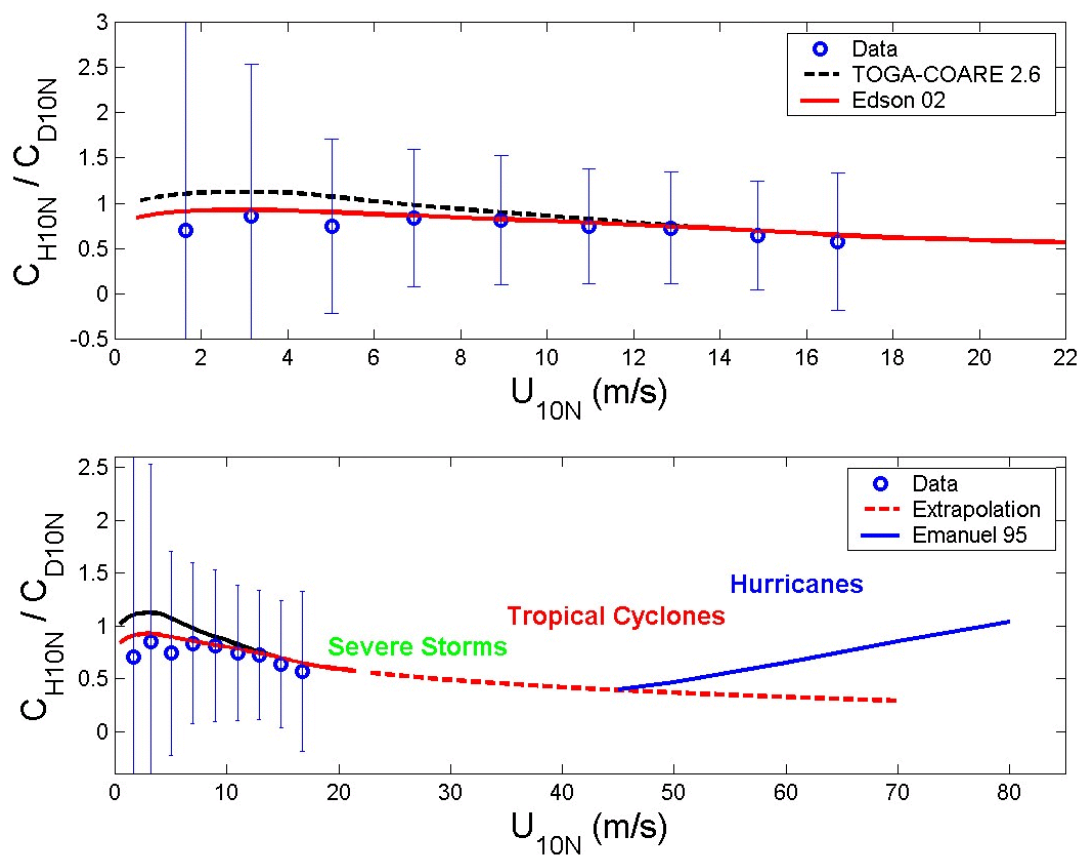 3
2.5
2
1.5
1
0.5
0
-0.5
C_H10N / C_D10N
Data
TOGA-COARE 2.6
Edson 02
0 2 4 6 8 10 12 14 16 18 20 22
U_10N (m/s)
2.5
2
1.5
1
0.5
0
C_H10N / C_D10N
Data
Extrapolation
Emanuel 95
Hurricanes
Tropical Cyclones
Severe Storms
0 10 20 30 40 50 60 70 80
U_10N (m/s)